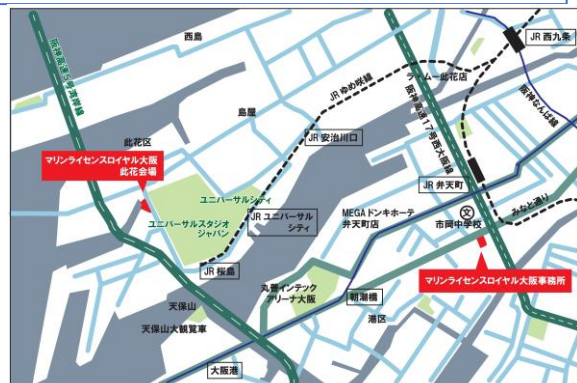 西島
JR 西九条
阪神高速5号湾岸線
JR ゆめ咲線
ラ・ムー此花店
阪神なんば線
島屋
阪神高速17号西大阪線
此花区
JR 安治川口
マリンライセンスロイヤル大阪
此花会場
JR 弁天町
みなと通り
ユニバーサルシティ
MEGAドンキホーテ
弁天町店
文
市岡中学校
ユニバーサルスタジオ
ジャパン
JR ユニバーサル
シティ
JR 桜島
マリンライセンスロイヤル大阪事務所
丸善インテック
アリーナ大阪
朝潮橋
天保山
港区
天保山大観覧車
大阪港